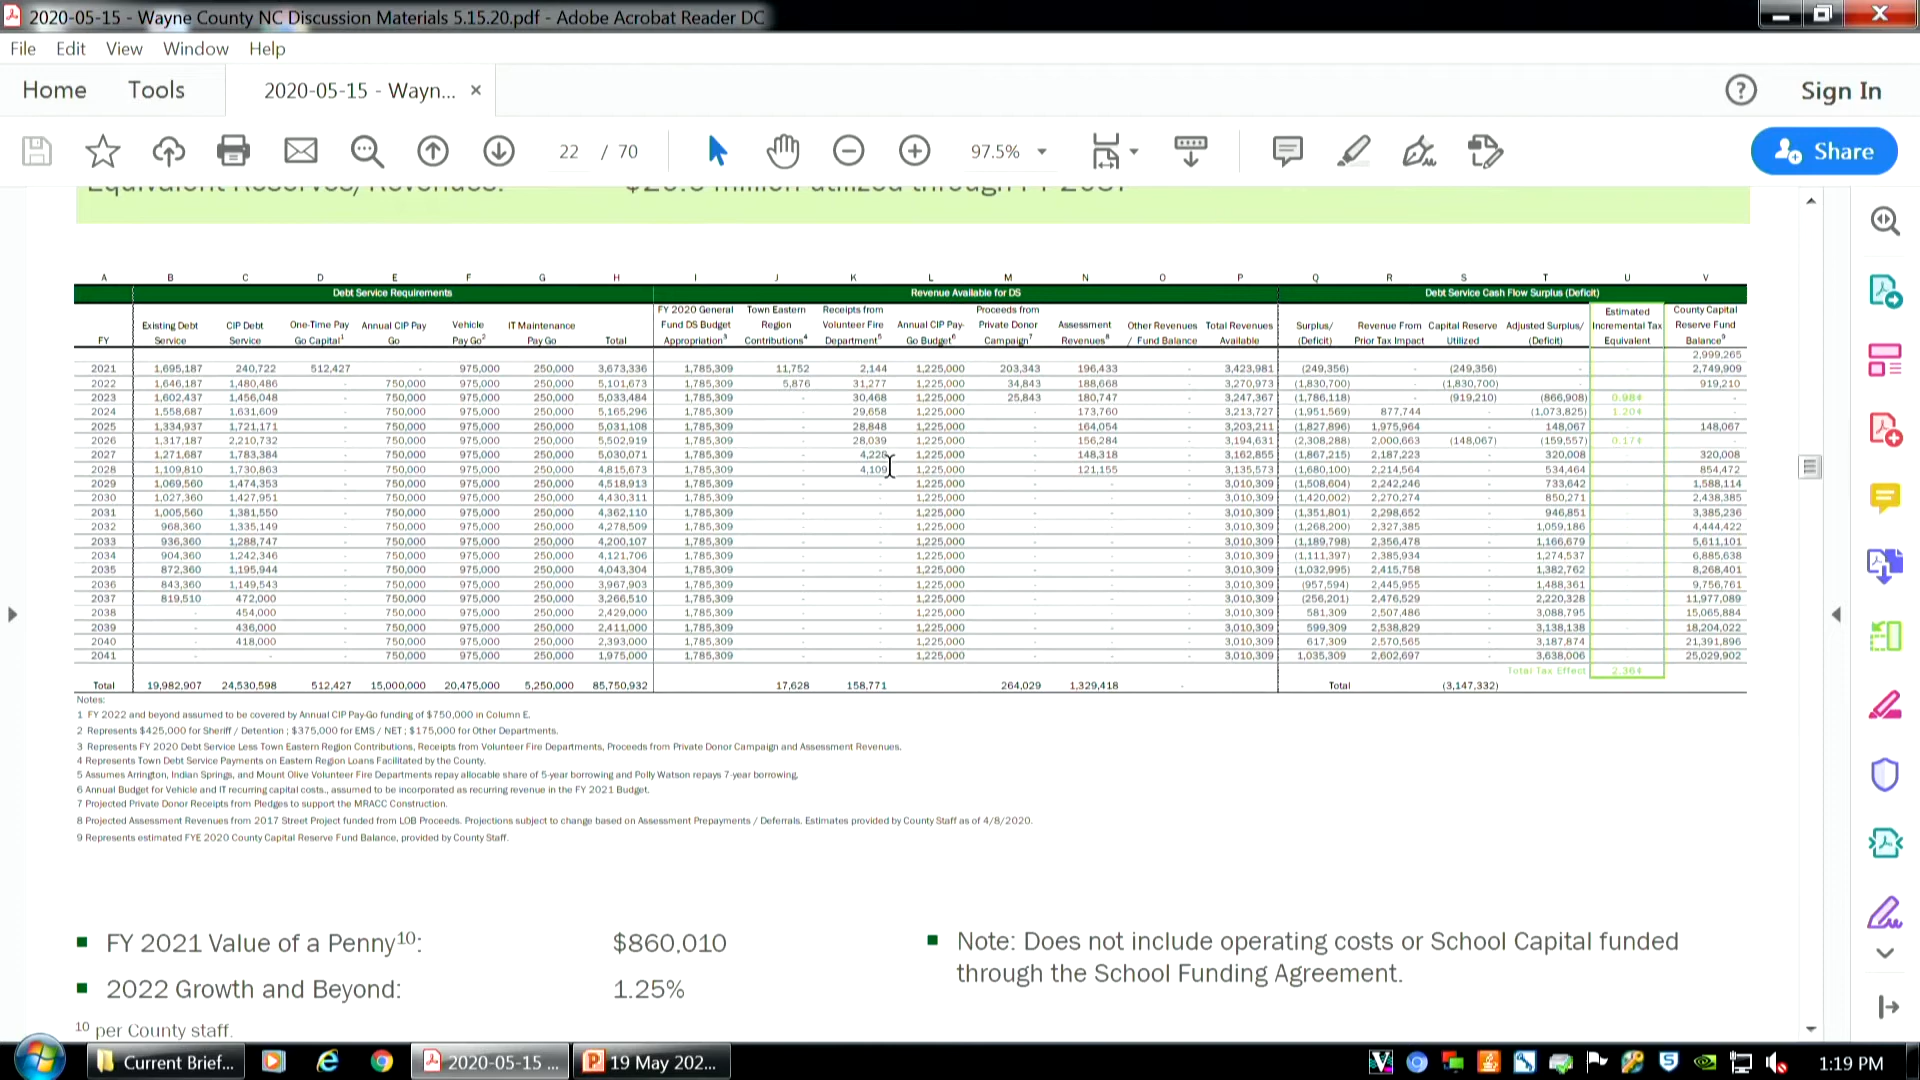 2020-05-15 - Wayne County NC Discussion Materials 5.15.20.pdf - Adobe Acrobat Reader DC
File Edit View Window Help
Home Tools 2020-05-15 - Wayn... × Sign In
22 / 70 97.5% Share
A B C D E F G H I J K L M N O P Q R S T U V
Debt Service Requirements Revenue Available for DS Debt Service Cash Flow Surplus (Deficit)
FY 2020 General Town Eastern Receipts from Proceeds from Estimated County Capital
Existing Debt CIP Debt One-Time Pay Annual CIP Pay Vehicle IT Maintenance Fund DS Budget Region Volunteer Fire Annual CIP Pay- Private Donor Assessment Other Revenues Total Revenues Surplus/ Revenue From Capital Reserve Adjusted Surplus/ Incremental Tax Reserve Fund
FY Service Service Go Capital1 Go Pay Go2 Pay Go Total Appropriation3 Contributions4 Department5 Go Budget6 Campaign7 Revenues8 / Fund Balance Available (Deficit) Prior Tax Impact Utilized (Deficit) Equivalent Balance9
2,999,265
2021 1,695,187 240,722 512,427 - 975,000 250,000 3,673,336 1,785,309 11,752 2,144 1,225,000 203,343 196,433 - 3,423,981 (249,356) - (249,356) - 2,749,909
2022 1,646,187 1,480,486 - 750,000 975,000 250,000 5,101,673 1,785,309 5,876 31,277 1,225,000 34,843 188,668 - 3,270,973 (1,830,700) - (1,830,700) - 919,210
2023 1,602,437 1,456,048 - 750,000 975,000 250,000 5,033,484 1,785,309 30,468 1,225,000 25,843 180,747 - 3,247,367 (1,786,118) - (919,210) (866,908) 0.98¢ -
2024 1,558,687 1,631,609 - 750,000 975,000 250,000 5,165,296 1,785,309 - 29,658 1,225,000 - 173,760 - 3,213,727 (1,951,569) 877,744 - (1,073,825) 1.20¢ -
2025 1,334,937 1,721,171 - 750,000 975,000 250,000 5,031,108 1,785,309 - 28,848 1,225,000 - 164,054 - 3,203,211 (1,827,896) 1,975,964 - 148,067 148,067
2026 1,317,187 2,210,732 - 750,000 975,000 250,000 5,502,919 1,785,309 - 28,039 1,225,000 - 156,284 - 3,194,631 (2,308,288) 2,000,663 (148,067) (159,557) 0.17¢ -
2027 1,271,687 1,783,384 - 750,000 975,000 250,000 5,030,071 1,785,309 - 4,228 1,225,000 - 148,318 - 3,162,855 (1,867,215) 2,187,223 - 320,008 320,008
2028 1,109,810 1,730,863 - 750,000 975,000 250,000 4,815,673 1,785,309 - 4,109 1,225,000 - 121,155 - 3,135,573 (1,680,100) 2,214,564 - 534,464 854,472
2029 1,069,560 1,474,353 - 750,000 975,000 250,000 4,518,913 1,785,309 - - 1,225,000 - - - 3,010,309 (1,508,604) 2,242,246 - 733,642 1,588,114
2030 1,027,360 1,427,951 - 750,000 975,000 250,000 4,430,311 1,785,309 - - 1,225,000 - - - 3,010,309 (1,420,002) 2,270,274 - 850,271 2,438,385
2031 1,005,560 1,381,550 - 750,000 975,000 250,000 4,362,110 1,785,309 - - 1,225,000 - - - 3,010,309 (1,351,801) 2,298,652 - 946,851 3,385,236
2032 968,360 1,335,149 - 750,000 975,000 250,000 4,278,509 1,785,309 - - 1,225,000 - - - 3,010,309 (1,268,200) 2,327,385 - 1,059,186 4,444,422
2033 936,360 1,288,747 - 750,000 975,000 250,000 4,200,107 1,785,309 - - 1,225,000 - - - 3,010,309 (1,189,798) 2,356,478 - 1,166,679 5,611,101
2034 904,360 1,242,346 - 750,000 975,000 250,000 4,121,706 1,785,309 - - 1,225,000 - - - 3,010,309 (1,111,397) 2,385,934 - 1,274,537 6,885,638
2035 872,360 1,195,944 - 750,000 975,000 250,000 4,043,304 1,785,309 - - 1,225,000 - - - 3,010,309 (1,032,995) 2,415,758 - 1,382,762 8,268,401
2036 843,360 1,149,543 - 750,000 975,000 250,000 3,967,903 1,785,309 - - 1,225,000 - - - 3,010,309 (957,594) 2,445,955 - 1,488,361 9,756,761
2037 819,510 472,000 - 750,000 975,000 250,000 3,266,510 1,785,309 - - 1,225,000 - - - 3,010,309 (256,201) 2,476,529 - 2,220,328 11,977,089
2038 - 454,000 - 750,000 975,000 250,000 2,429,000 1,785,309 - - 1,225,000 - - - 3,010,309 581,309 2,507,486 - 3,088,795 15,065,884
2039 - 436,000 - 750,000 975,000 250,000 2,411,000 1,785,309 - - 1,225,000 - - - 3,010,309 599,309 2,538,829 - 3,138,138 18,204,022
2040 - 418,000 - 750,000 975,000 250,000 2,393,000 1,785,309 - - 1,225,000 - - - 3,010,309 617,309 2,570,565 - 3,187,874 21,391,896
2041 - - - 750,000 975,000 250,000 1,975,000 1,785,309 - - 1,225,000 - - - 3,010,309 1,035,309 2,602,697 - 3,638,006 25,029,902
Total Tax Effect 2.36¢
Total 19,982,907 24,530,598 512,427 15,000,000 20,475,000 5,250,000 85,750,932 17,628 158,771 264,029 1,329,418 - Total (3,147,332)
Notes:
1 FY 2022 and beyond assumed to be covered by Annual CIP Pay-Go funding of $750,000 in Column E.
2 Represents $425,000 for Sheriff / Detention ; $375,000 for EMS / NET ; $175,000 for Other Departments.
3 Represents FY 2020 Debt Service Less Town Eastern Region Contributions, Receipts from Volunteer Fire Departments, Proceeds from Private Donor Campaign and Assessment Revenues.
4 Represents Town Debt Service Payments on Eastern Region Loans Facilitated by the County.
5 Assumes Arrington, Indian Springs, and Mount Olive Volunteer Fire Departments repay allocable share of 5-year borrowing and Polly Watson repays 7-year borrowing.
6 Annual Budget for Vehicle and IT recurring capital costs., assumed to be incorporated as recurring revenue in the FY 2021 Budget.
7 Projected Private Donor Receipts from Pledges to support the MRACC Construction.
8 Projected Assessment Revenues from 2017 Street Project funded from LOB Proceeds. Projections subject to change based on Assessment Prepayments / Deferrals. Estimates provided by County Staff as of 4/8/2020.
9 Represents estimated FYE 2020 County Capital Reserve Fund Balance, provided by County Staff.
▪ FY 2021 Value of a Penny10: $860,010
▪ 2022 Growth and Beyond: 1.25%
▪ Note: Does not include operating costs or School Capital funded
through the School Funding Agreement.
10 per County staff.
Current Brief... 2020-05-15 ... 19 May 202... 1:19 PM